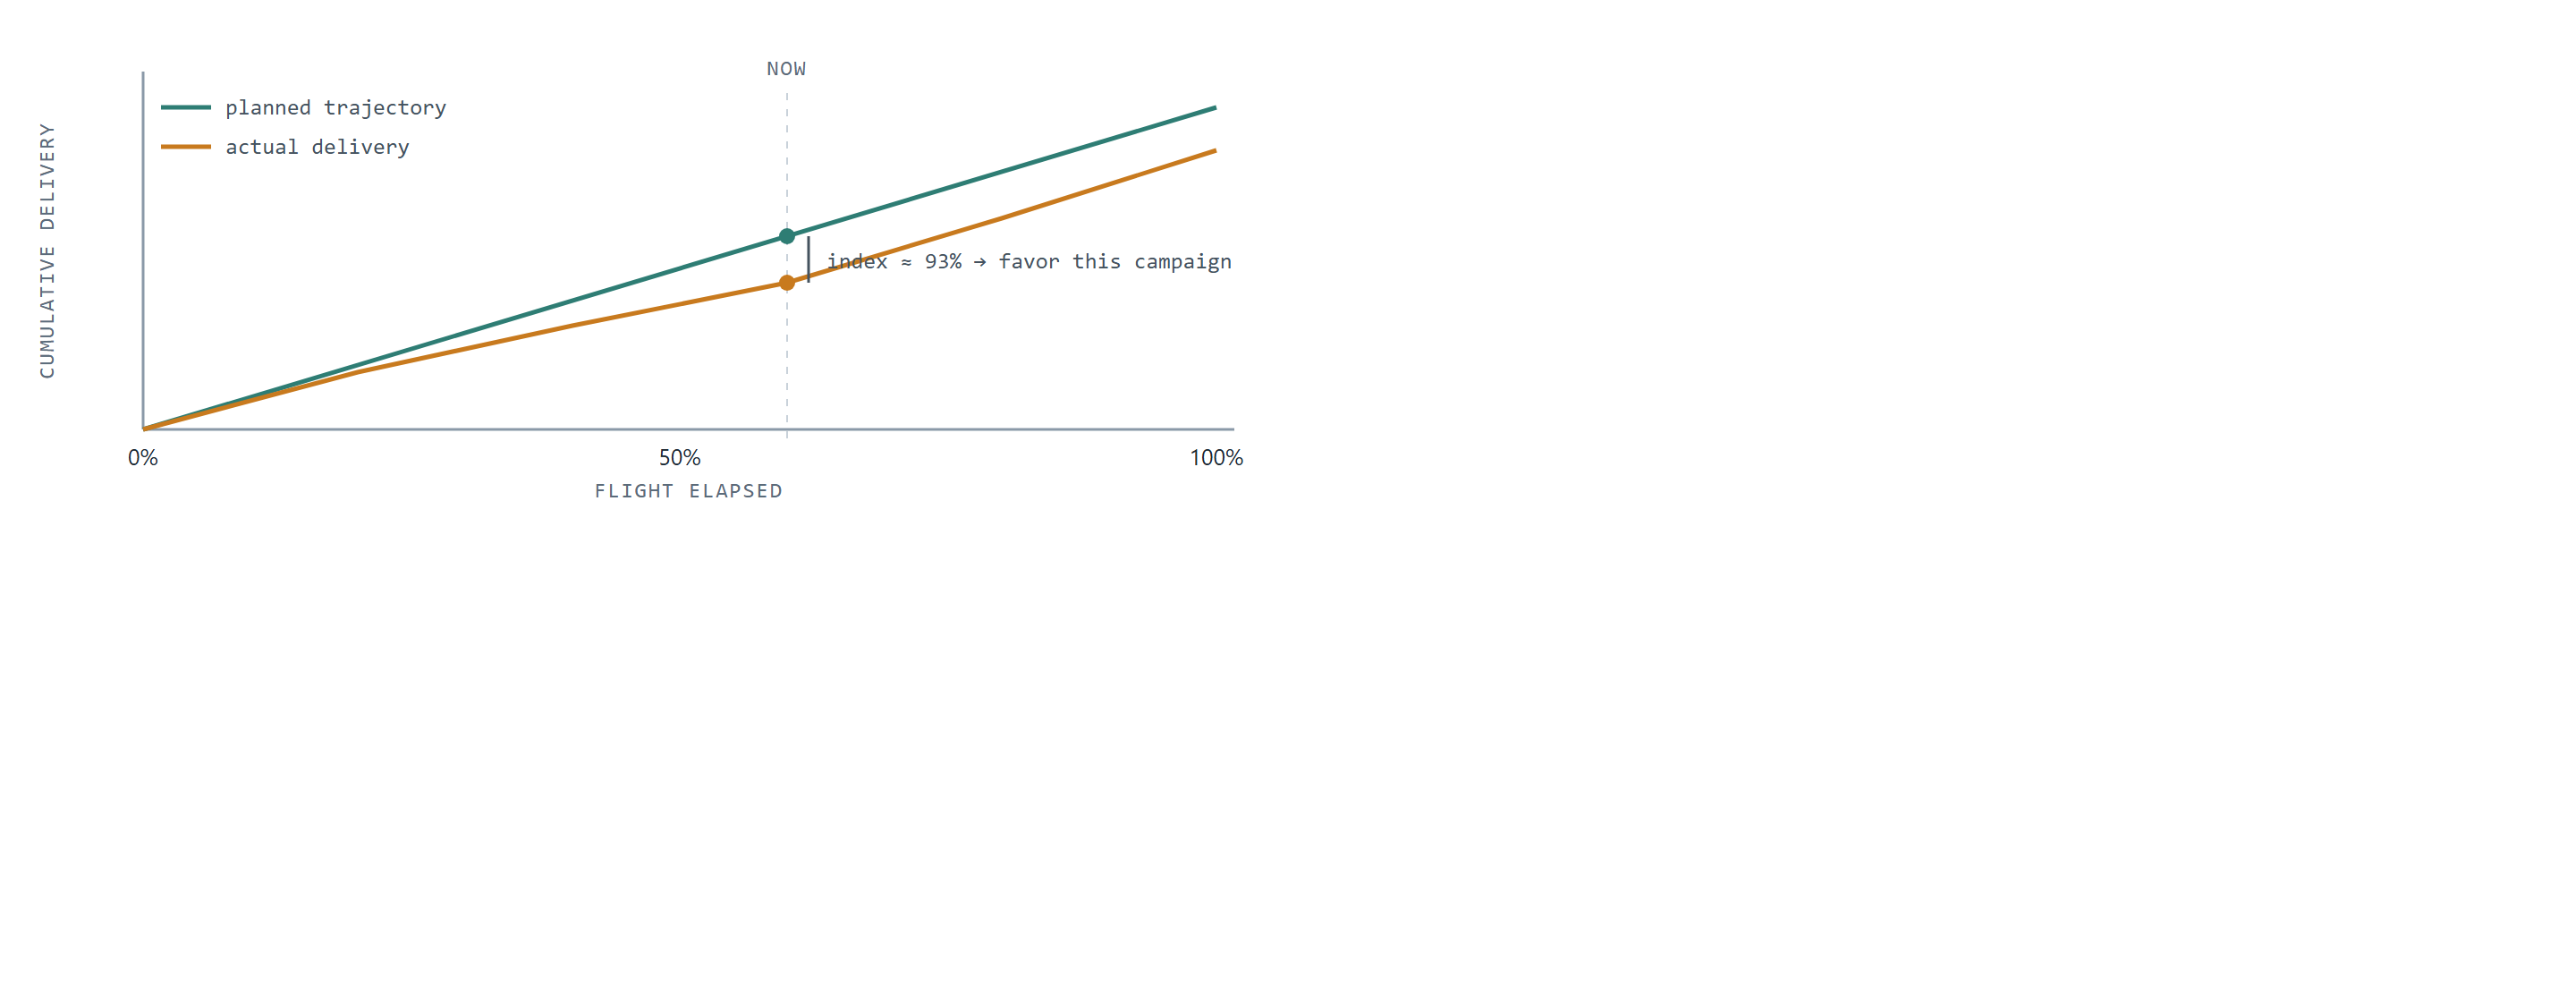 NOW
planned trajectory
actual delivery
CUMULATIVE DELIVERY
index ≈ 93% → favor this campaign
0%
50%
100%
FLIGHT ELAPSED